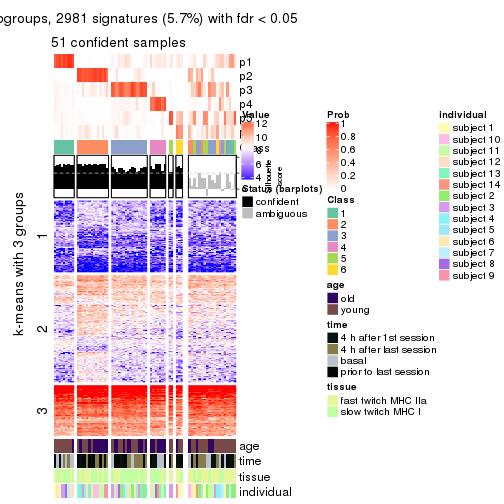 ogroups, 2981 signatures (5.7%) with fdr < 0.05
51 confident samples
p1
p2
p3
p4
k-means with 3 groups
1
2
3
age
time
tissue
individual
Value
12
10
8
6
4
Status (barplots)
confident
ambiguous
Silhouette
score
Prob
1
0.8
0.6
0.4
0.2
0
Class
1
2
3
4
5
6
age
old
young
time
4 h after 1st session
4 h after last session
basal
prior to last session
tissue
fast twitch MHC IIa
slow twitch MHC I
individual
subject 1
subject 10
subject 11
subject 12
subject 13
subject 14
subject 2
subject 3
subject 4
subject 5
subject 6
subject 7
subject 8
subject 9